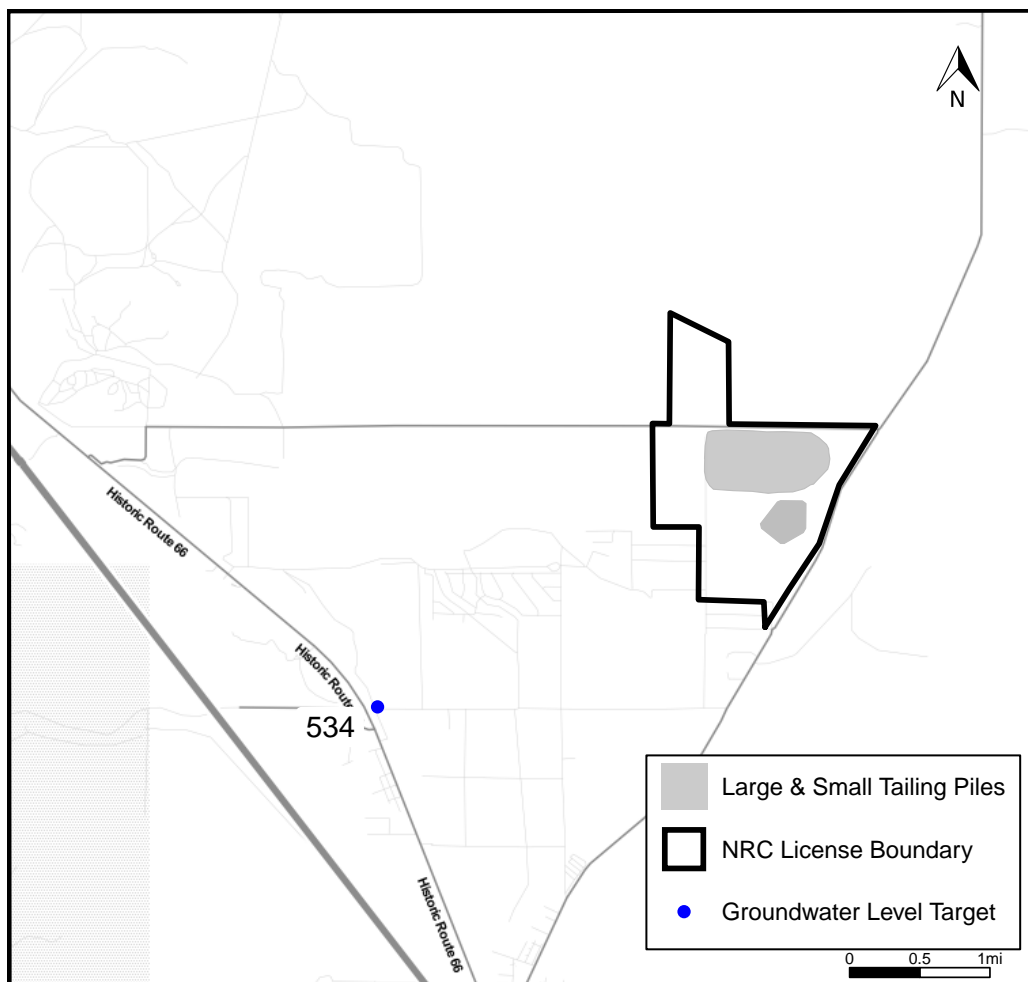 N
Historic Route 66
Historic Route
534
Historic Route 66
Large & Small Tailing Piles
NRC License Boundary
Groundwater Level Target
0 0.5 1mi